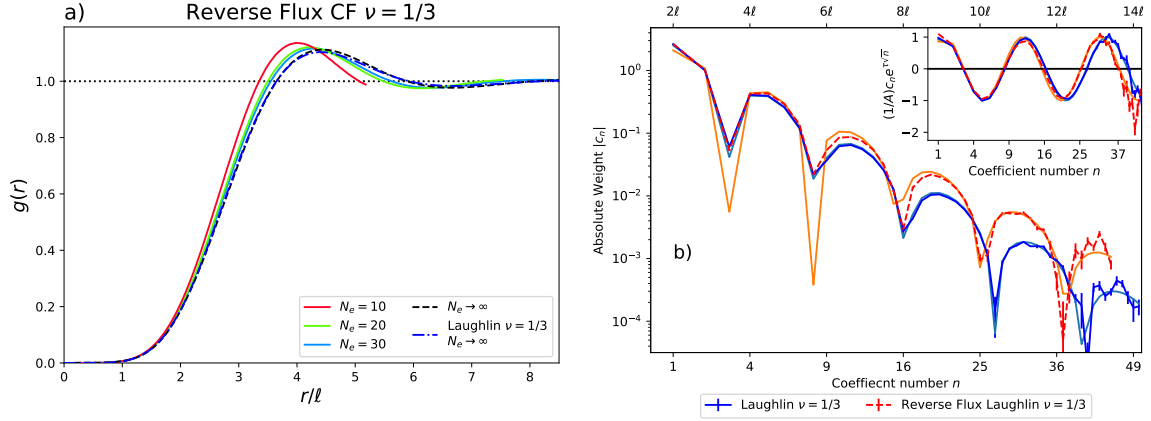 a)
Reverse Flux CF ν = 1/3
g(r)
1.0
0.8
0.6
0.4
0.2
0.0
0 1 2 3 4 5 6 7 8
r/ℓ
N_e = 10
N_e = 20
N_e = 30
N_e → ∞
Laughlin ν = 1/3
N_e → ∞
2ℓ 4ℓ 6ℓ 8ℓ 10ℓ 12ℓ 14ℓ
Absolute Weight |c_n|
10^0
10^−1
10^−2
10^−3
10^−4
b)
1 4 9 16 25 36 49
Coeffiecnt number n
(1/A)c_n e^{τ√n}
1
0
−1
−2
1 4 9 16 25 37
Coefficient number n
Laughlin ν = 1/3
Reverse Flux Laughlin ν = 1/3